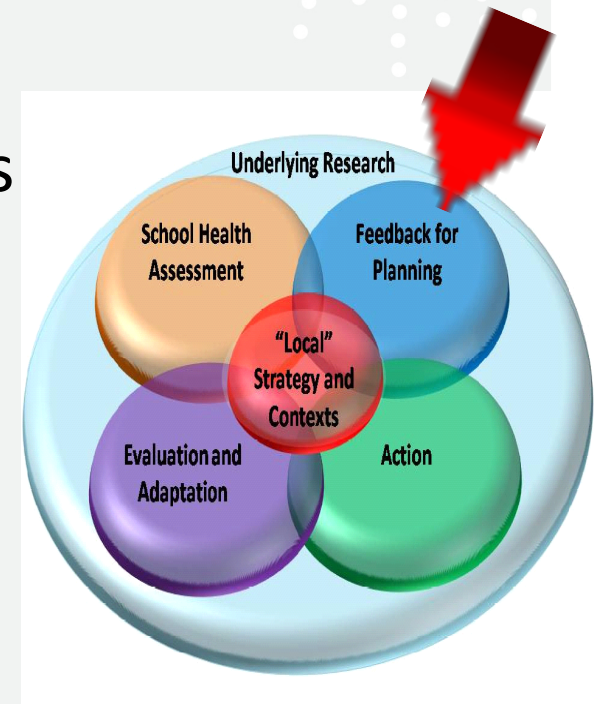 s
Underlying Research
School Health
Assessment
Feedback for
Planning
“Local”
Strategy and
Contexts
Evaluation and
Adaptation
Action